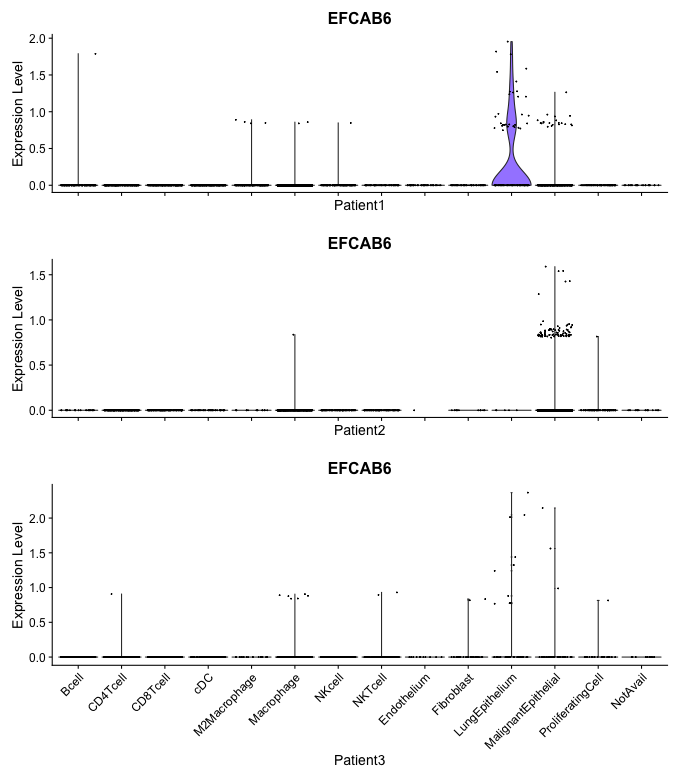 EFCAB6
Expression Level
2.0
1.5
1.0
0.5
0.0
Patient1
EFCAB6
Expression Level
1.5
1.0
0.5
0.0
Patient2
EFCAB6
Expression Level
2.0
1.5
1.0
0.5
0.0
Bcell
CD4Tcell
CD8Tcell
cDC
M2Macrophage
Macrophage
NKcell
NKTcell
Endothelium
Fibroblast
LungEpithelium
MalignantEpithelial
ProliferatingCell
NotAvail
Patient3